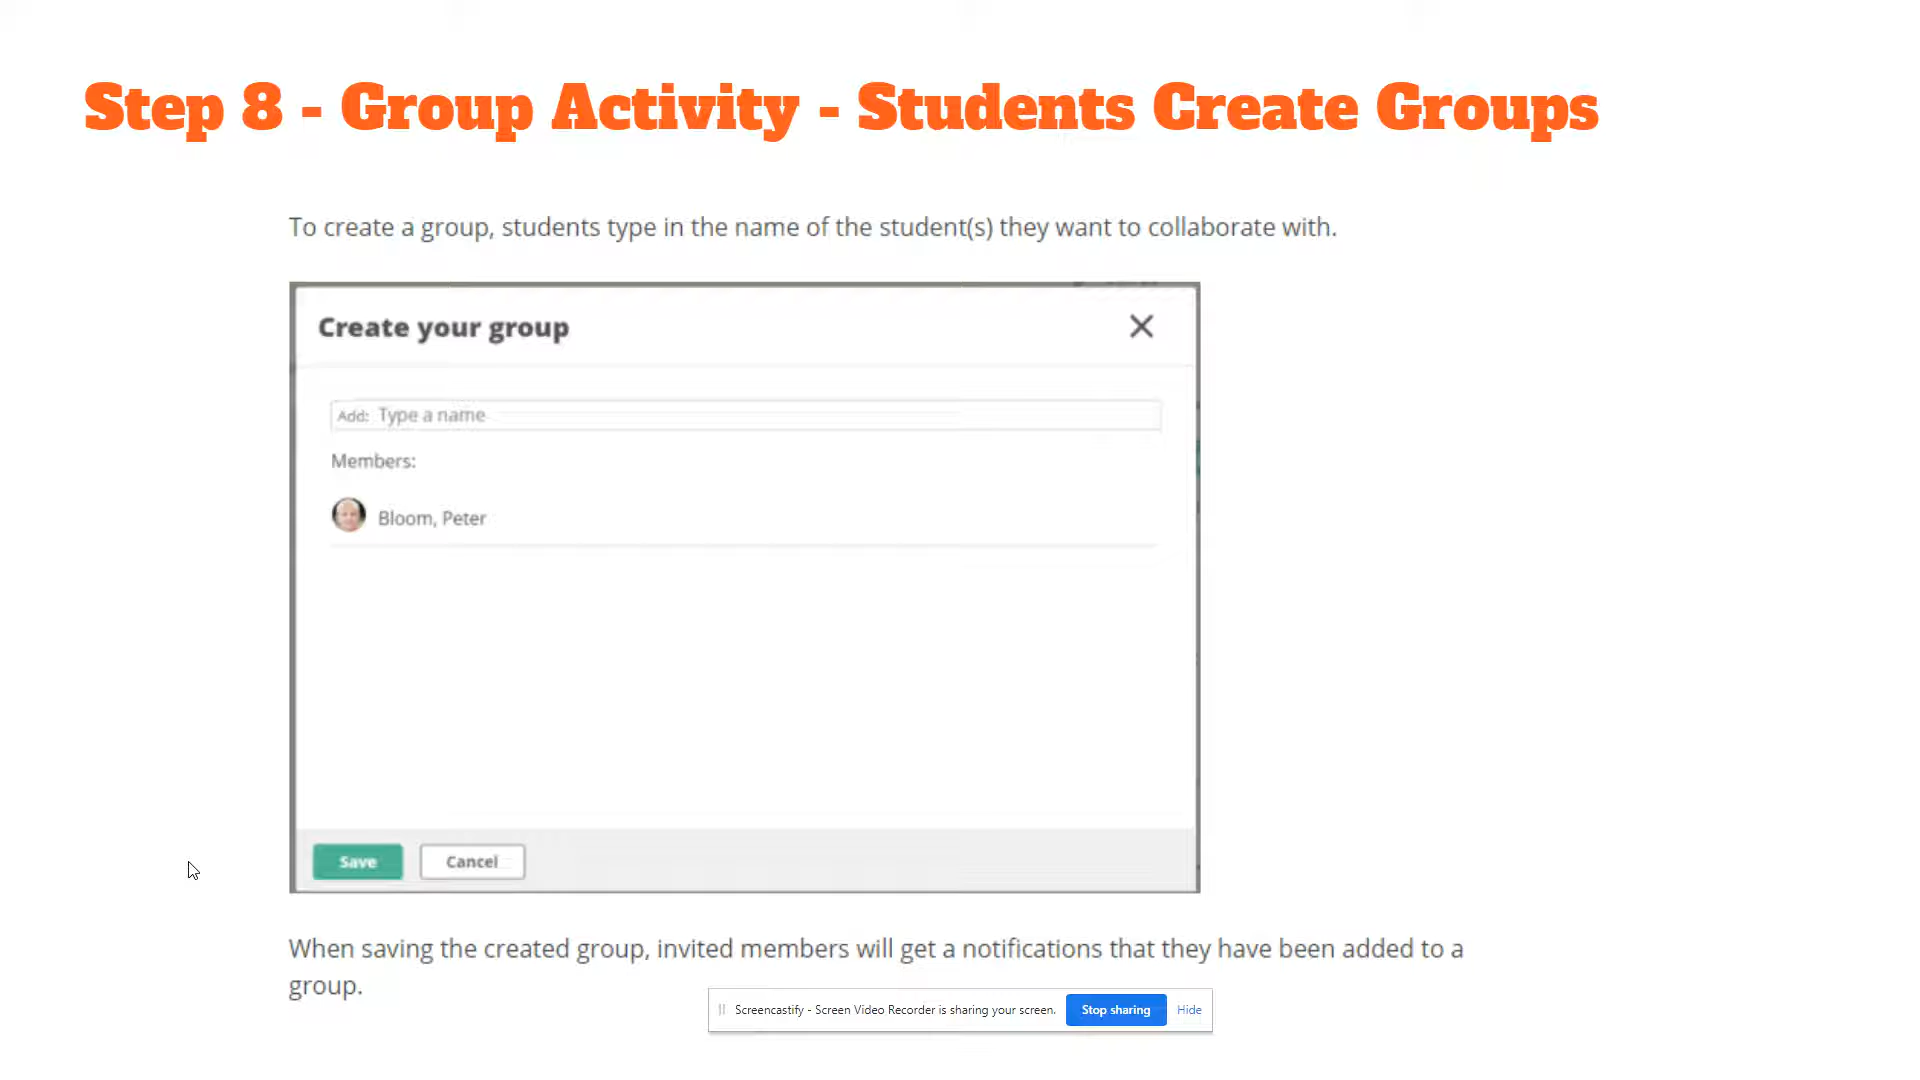 Step 8 - Group Activity - Students Create Groups
To create a group, students type in the name of the student(s) they want to collaborate with.
Create your group
Add: Type a name
Members:
Bloom, Peter
Save Cancel
When saving the created group, invited members will get a notifications that they have been added to a
group.
Screencastify - Screen Video Recorder is sharing your screen. Stop sharing Hide